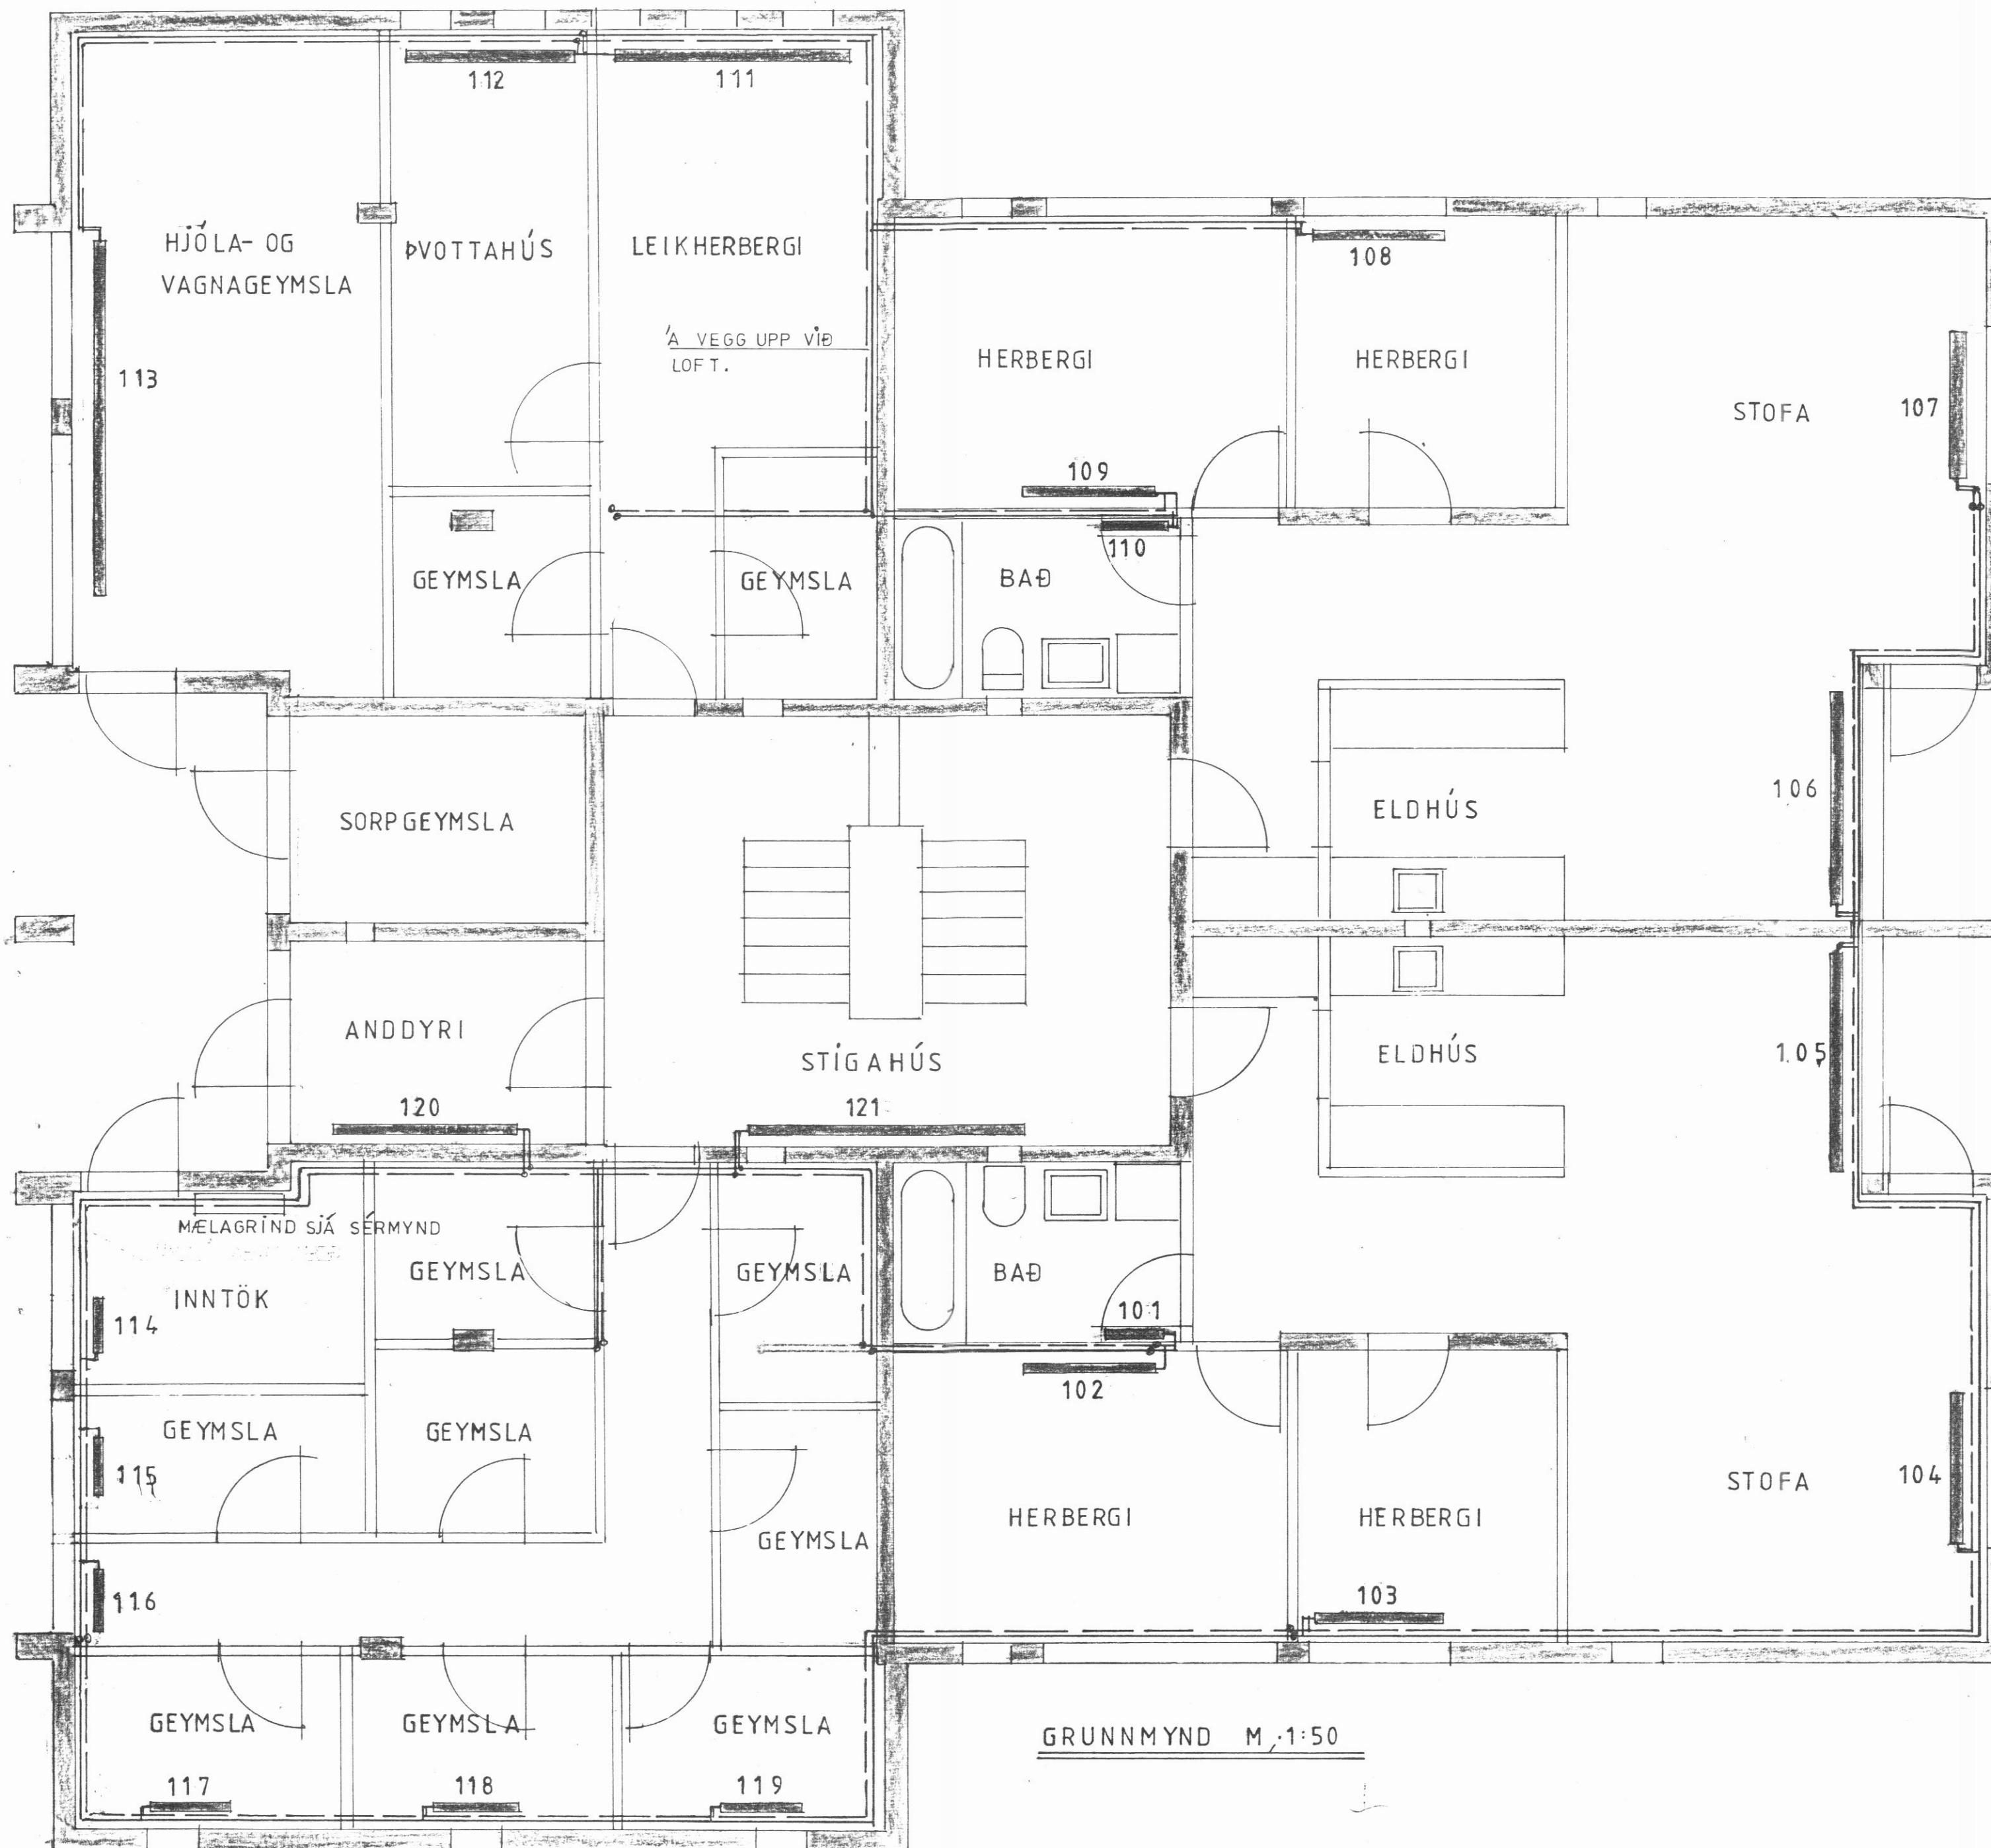 112
111
HJÓLA- OG
VAGNAGEYMSLA
ÞVOTTAHÚS
LEIKHERBERGI
108
Á VEGG UPP VIÐ
LOFT.
HERBERGI
HERBERGI
113
STOFA
107
109
110
GEYMSLA
GEYMSLA
BAÐ
106
SORPGEYMSLA
ELDHÚS
ANDDYRI
STÍGAHÚS
ELDHÚS
105
120
121
MÆLAGRIND SJÁ SÉRMYND
GEYMSLA
GEYMSLA
BAÐ
INNTÖK
114
101
102
GEYMSLA
GEYMSLA
115
STOFA
104
HERBERGI
HERBERGI
GEYMSLA
116
103
GEYMSLA
GEYMSLA
GEYMSLA
GRUNNMYND M. 1:50
117
118
119